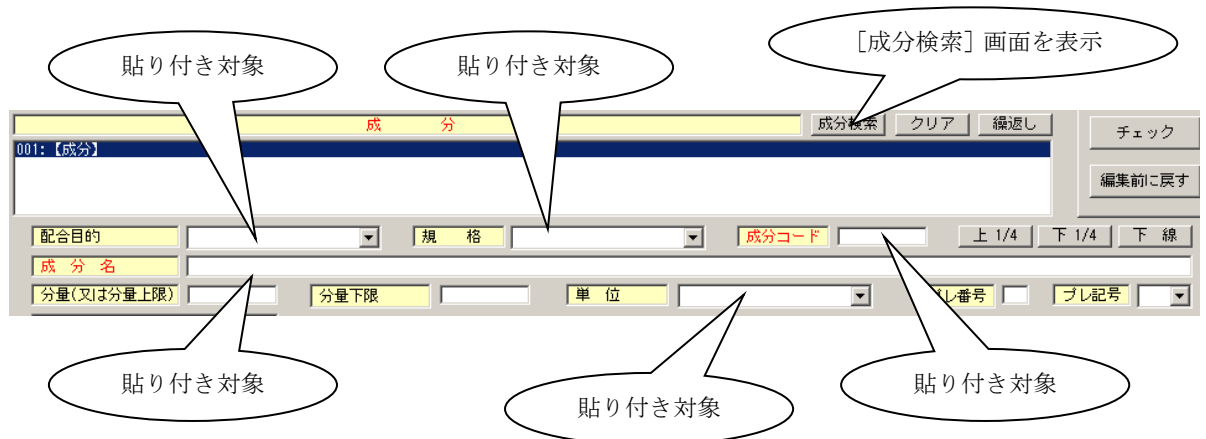 貼り付き対象
貼り付き対象
[成分検索] 画面を表示
成 分
成分検索 クリア 繰返し
チェック
001:【成分】
編集前に戻す
配合目的 規 格 成分コード 上 1/4 下 1/4 下 線
成 分 名
分量(又は分量上限) 分量下限 単 位 プレ番号 プレ記号
貼り付き対象
貼り付き対象
貼り付き対象